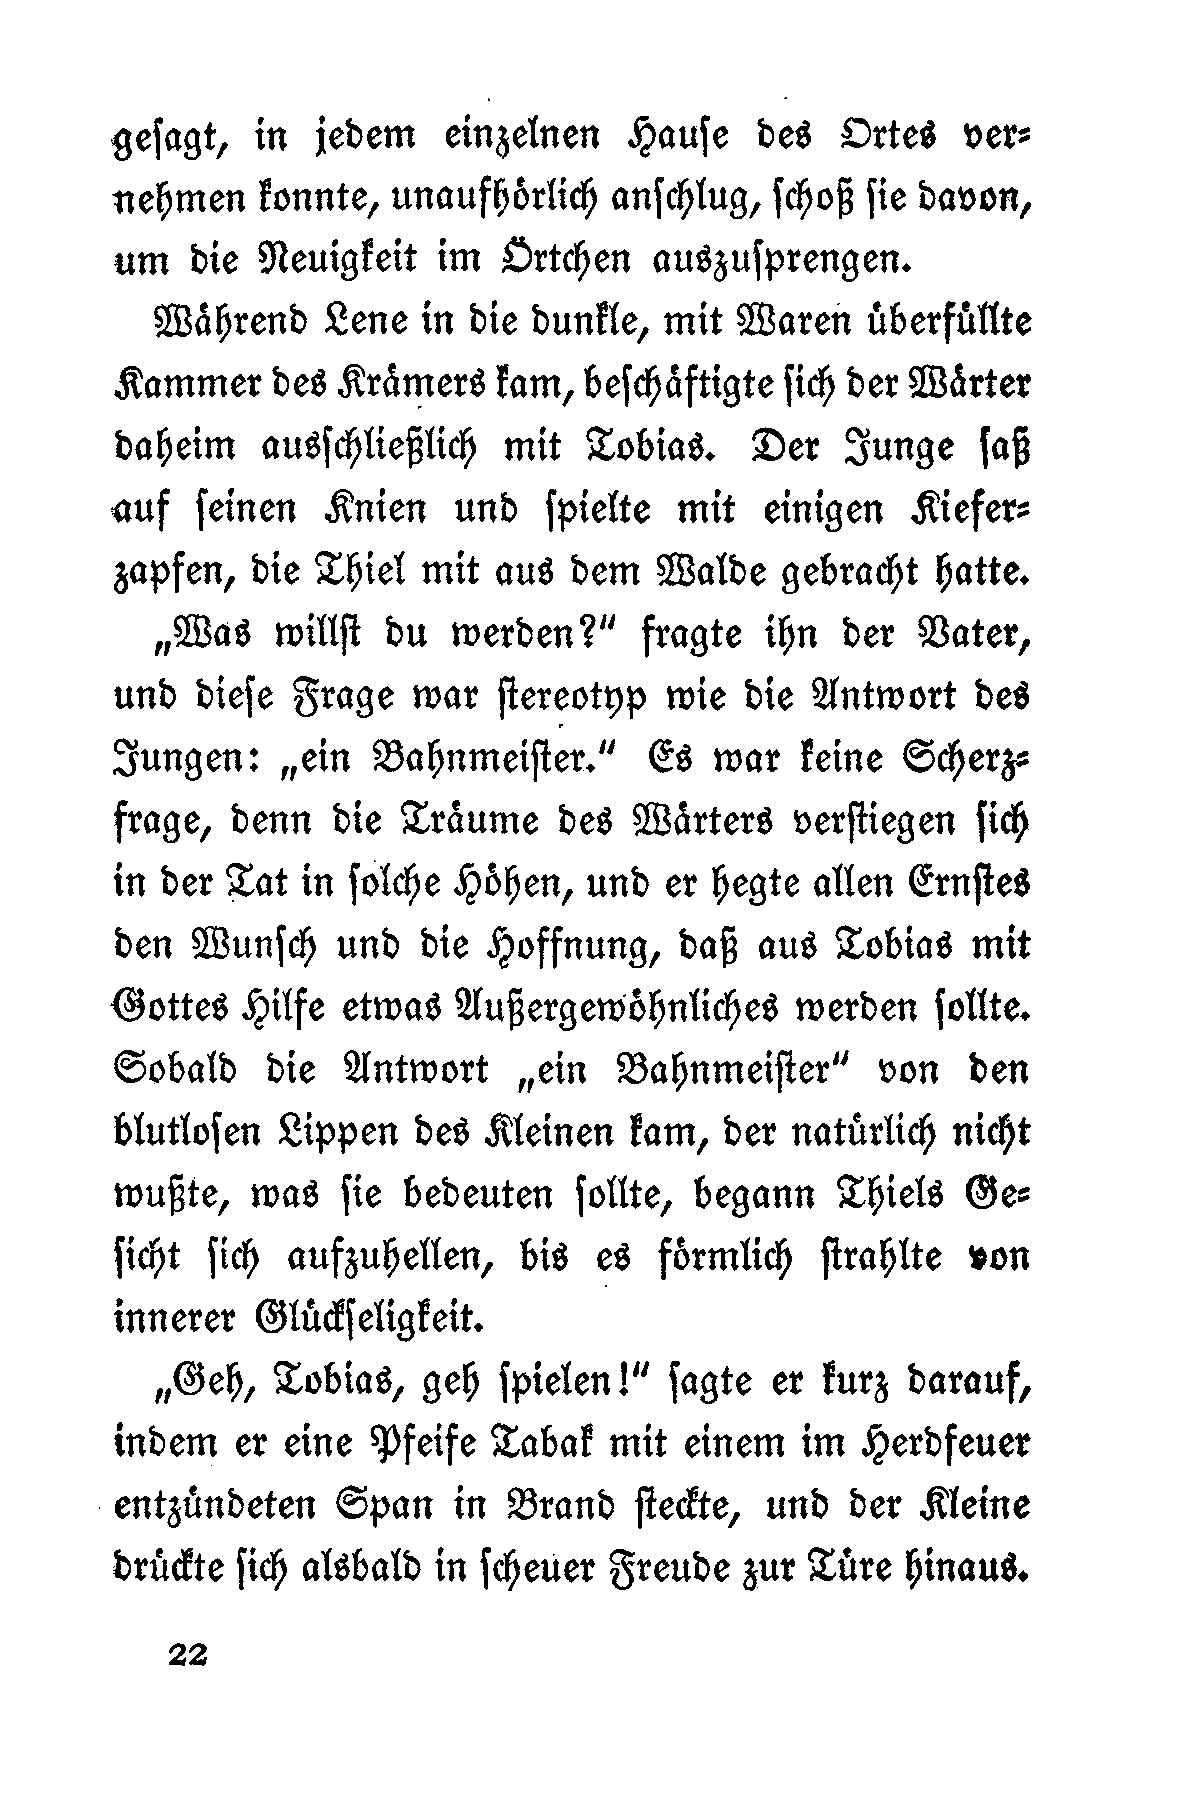 gesagt, in jedem einzelnen Hause des Ortes ver-
nehmen konnte, unaufhörlich anschlug, schoß sie davon,
um die Neuigkeit im Örtchen auszusprengen.
Während Lene in die dunkle, mit Waren überfüllte
Kammer des Krämers kam, beschäftigte sich der Wärter
daheim ausschließlich mit Tobias. Der Junge saß
auf seinen Knien und spielte mit einigen Kiefer-
zapfen, die Thiel mit aus dem Walde gebracht hatte.
„Was willst du werden?“ fragte ihn der Vater,
und diese Frage war stereotyp wie die Antwort des
Jungen: „ein Bahnmeister.“ Es war keine Scherz-
frage, denn die Träume des Wärters verstiegen sich
in der Tat in solche Höhen, und er hegte allen Ernstes
den Wunsch und die Hoffnung, daß aus Tobias mit
Gottes Hilfe etwas Außergewöhnliches werden sollte.
Sobald die Antwort „ein Bahnmeister“ von den
blutlosen Lippen des Kleinen kam, der natürlich nicht
wußte, was sie bedeuten sollte, begann Thiels Ge-
sicht sich aufzuhellen, bis es förmlich strahlte von
innerer Glückseligkeit.
„Geh, Tobias, geh spielen!“ sagte er kurz darauf,
indem er eine Pfeife Tabak mit einem im Herdfeuer
entzündeten Span in Brand steckte, und der Kleine
drückte sich alsbald in scheuer Freude zur Türe hinaus.
22